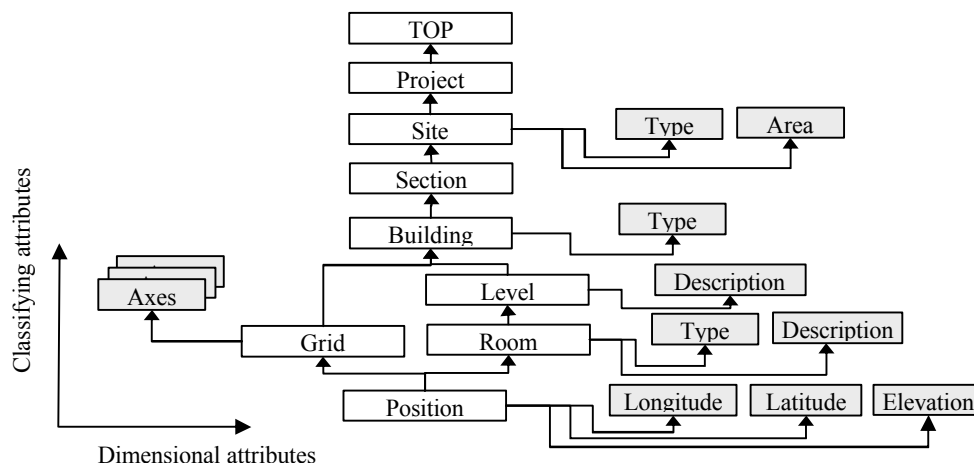 TOP
Project
Site
Type
Area
Section
Building
Type
Classifying attributes
Axes
Level
Description
Grid
Room
Type
Description
Position
Longitude
Latitude
Elevation
Dimensional attributes